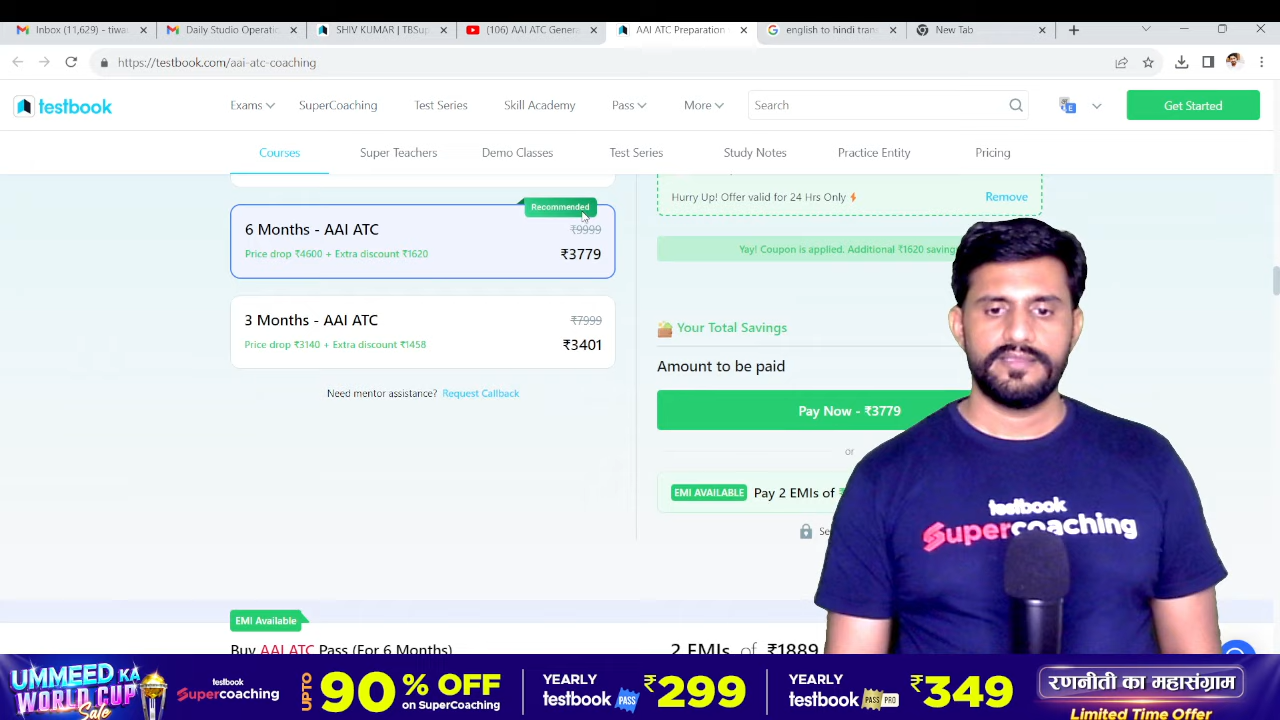 Inbox (11,629) - tiwa
Daily Studio Operati
SHIV KUMAR | TBSup
(106) AAI ATC Gener
AAI ATC Preparation
english to hindi tran
New Tab
https://testbook.com/aai-atc-coaching
testbook
Exams
SuperCoaching
Test Series
Skill Academy
Pass
More
Search
Get Started
Courses
Super Teachers
Demo Classes
Test Series
Study Notes
Practice Entity
Pricing
Recommended
6 Months - AAI ATC
₹9999
Price drop ₹4600 + Extra discount ₹1620
₹3779
3 Months - AAI ATC
₹7999
Price drop ₹3140 + Extra discount ₹1458
₹3401
Need mentor assistance? Request Callback
Hurry Up! Offer valid for 24 Hrs Only
Remove
Yay! Coupon is applied. Additional ₹1620 saving
Your Total Savings
Amount to be paid
Pay Now - ₹3779
or
EMI AVAILABLE Pay 2 EMIs of
EMI Available
Buy AAI ATC Pass (For 6 Months)
2 EMIs of ₹1889
testbook
Supercoaching
UMMEED KA
WORLD CUP
Sale
testbook
Supercoaching
UPTO
90% OFF
on SuperCoaching
YEARLY
testbook PASS
₹299
YEARLY
testbook PASS PRO
₹349
रणनीती का महासंग्राम
Limited Time Offer